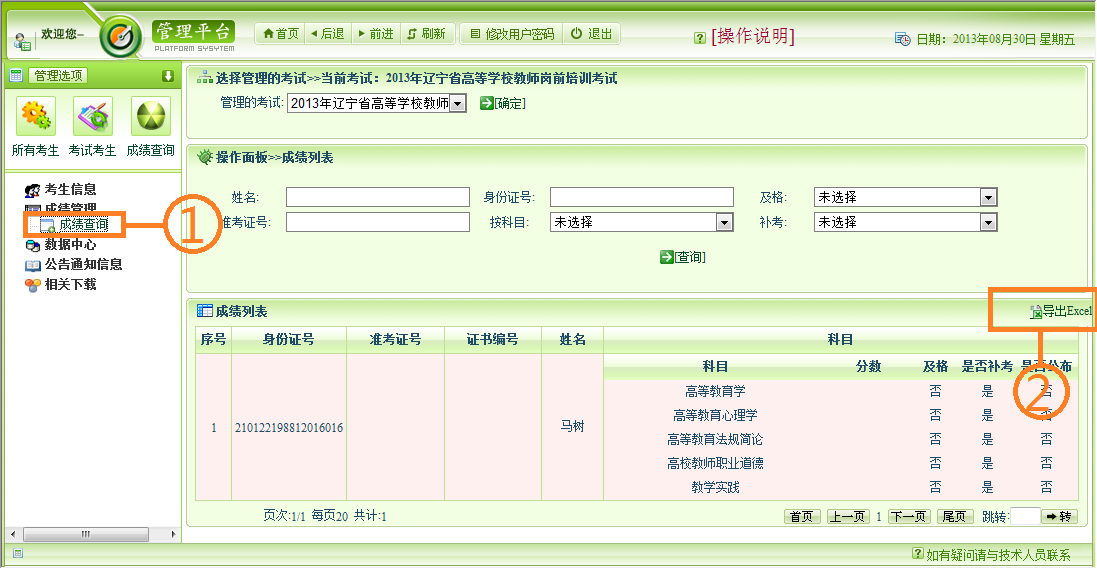 欢迎您–
管理平台
PLATFORM SYSYTEM
首页 后退 前进 刷新 修改用户密码 退出
[操作说明]
日期：2013年08月30日 星期五
管理选项
所有考生 考试考生 成绩查询
考生信息
成绩管理
成绩查询
数据中心
公告通知信息
相关下载
1
选择管理的考试>>当前考试：2013年辽宁省高等学校教师岗前培训考试
管理的考试: 2013年辽宁省高等学校教师 [确定]
操作面板>>成绩列表
姓名: 身份证号: 及格: 未选择
准考证号: 按科目: 未选择 补考: 未选择
[查询]
成绩列表 导出Excel
2
序号 身份证号 准考证号 证书编号 姓名 科目
科目 分数 及格 是否补考 是否公布
1 210122198812016016 马树
高等教育学 否 是 否
高等教育心理学 否 是 否
高等教育法规简论 否 是 否
高校教师职业道德 否 是 否
教学实践 否 是 否
页次:1/1 每页20 共计:1 首页 上一页 1 下一页 尾页 跳转: 转
如有疑问请与技术人员联系